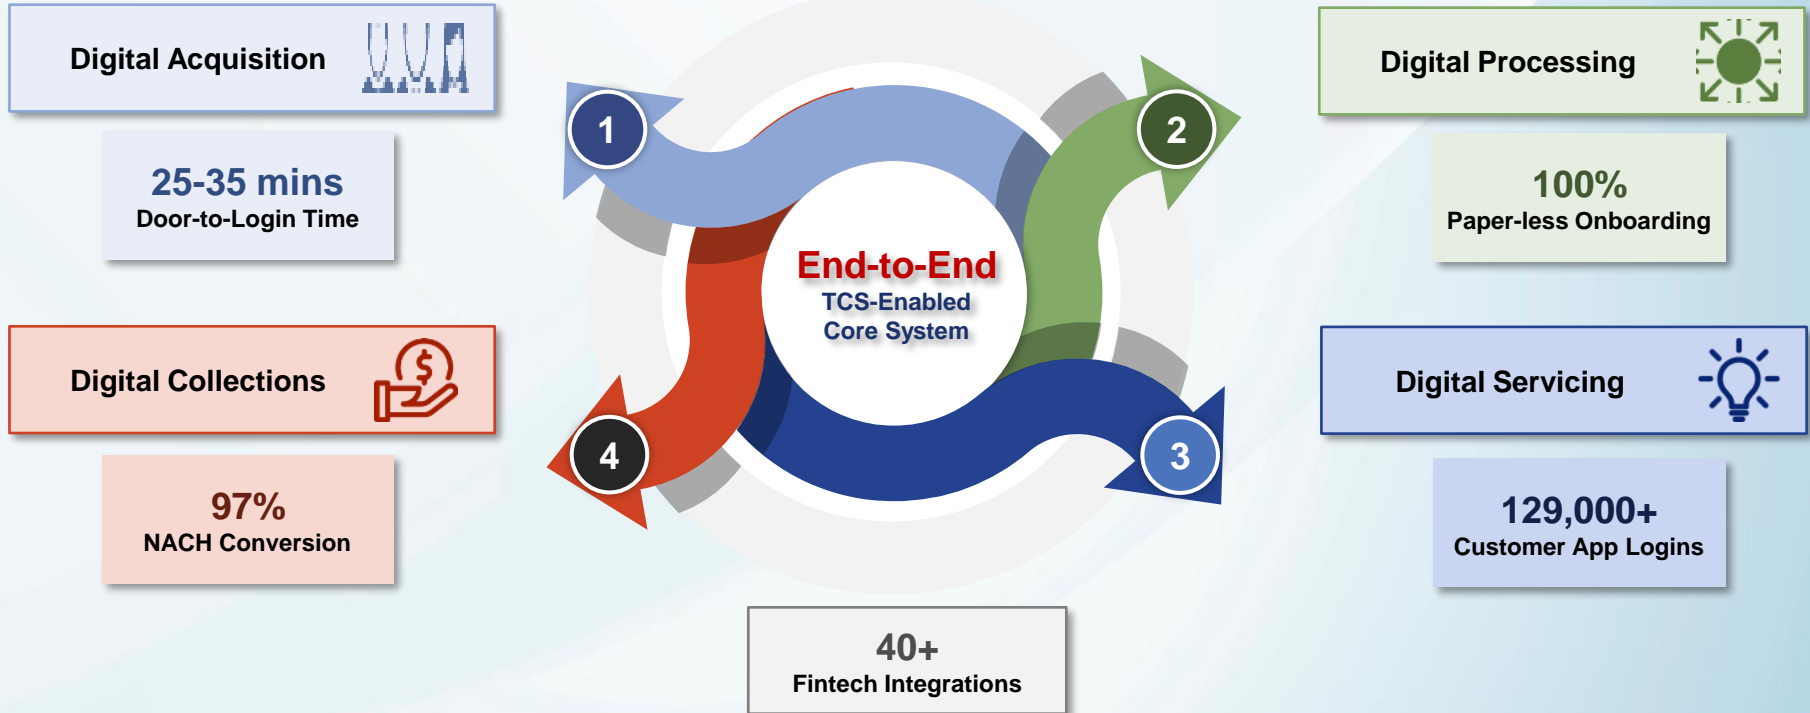 Digital Acquisition
25-35 mins
Door-to-Login Time
1
2
Digital Processing
100%
Paper-less Onboarding
End-to-End
TCS-Enabled
Core System
Digital Collections
97%
NACH Conversion
4
3
Digital Servicing
129,000+
Customer App Logins
40+
Fintech Integrations